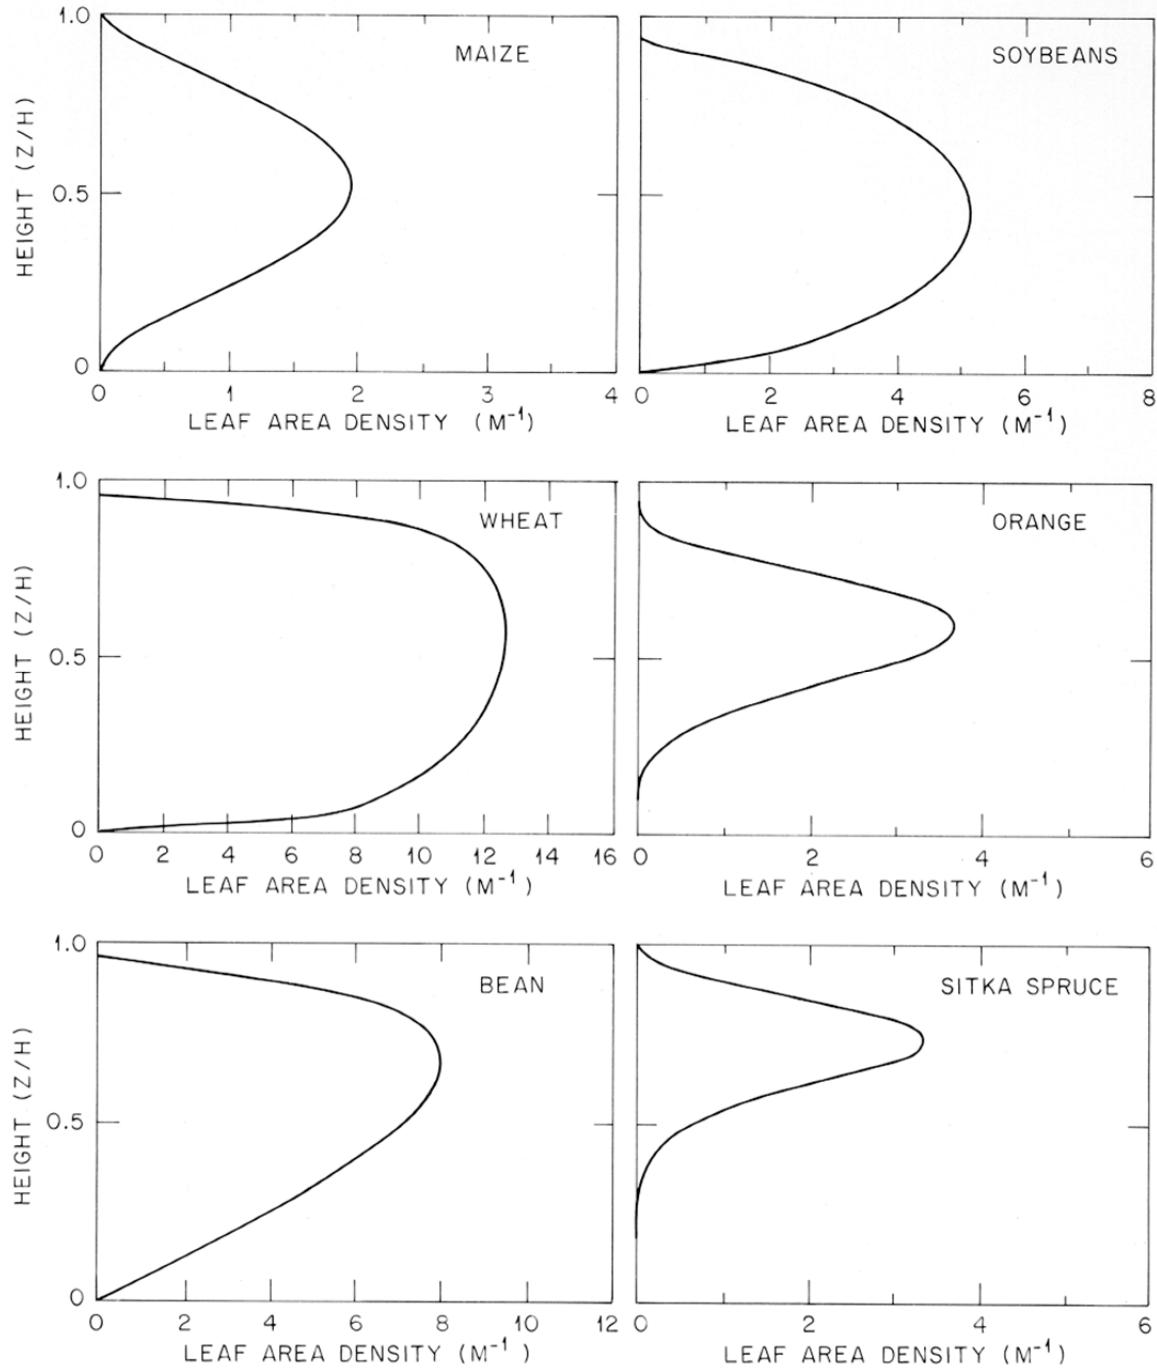 1.0
MAIZE
HEIGHT (Z/H)
0.5
0
0 1 2 3 4
LEAF AREA DENSITY (M⁻¹)
SOYBEANS
0 2 4 6 8
LEAF AREA DENSITY (M⁻¹)
1.0
WHEAT
HEIGHT (Z/H)
0.5
0
0 2 4 6 8 10 12 14 16
LEAF AREA DENSITY (M⁻¹)
ORANGE
0 2 4 6
LEAF AREA DENSITY (M⁻¹)
1.0
BEAN
HEIGHT (Z/H)
0.5
0
0 2 4 6 8 10 12
LEAF AREA DENSITY (M⁻¹)
SITKA SPRUCE
0 2 4 6
LEAF AREA DENSITY (M⁻¹)